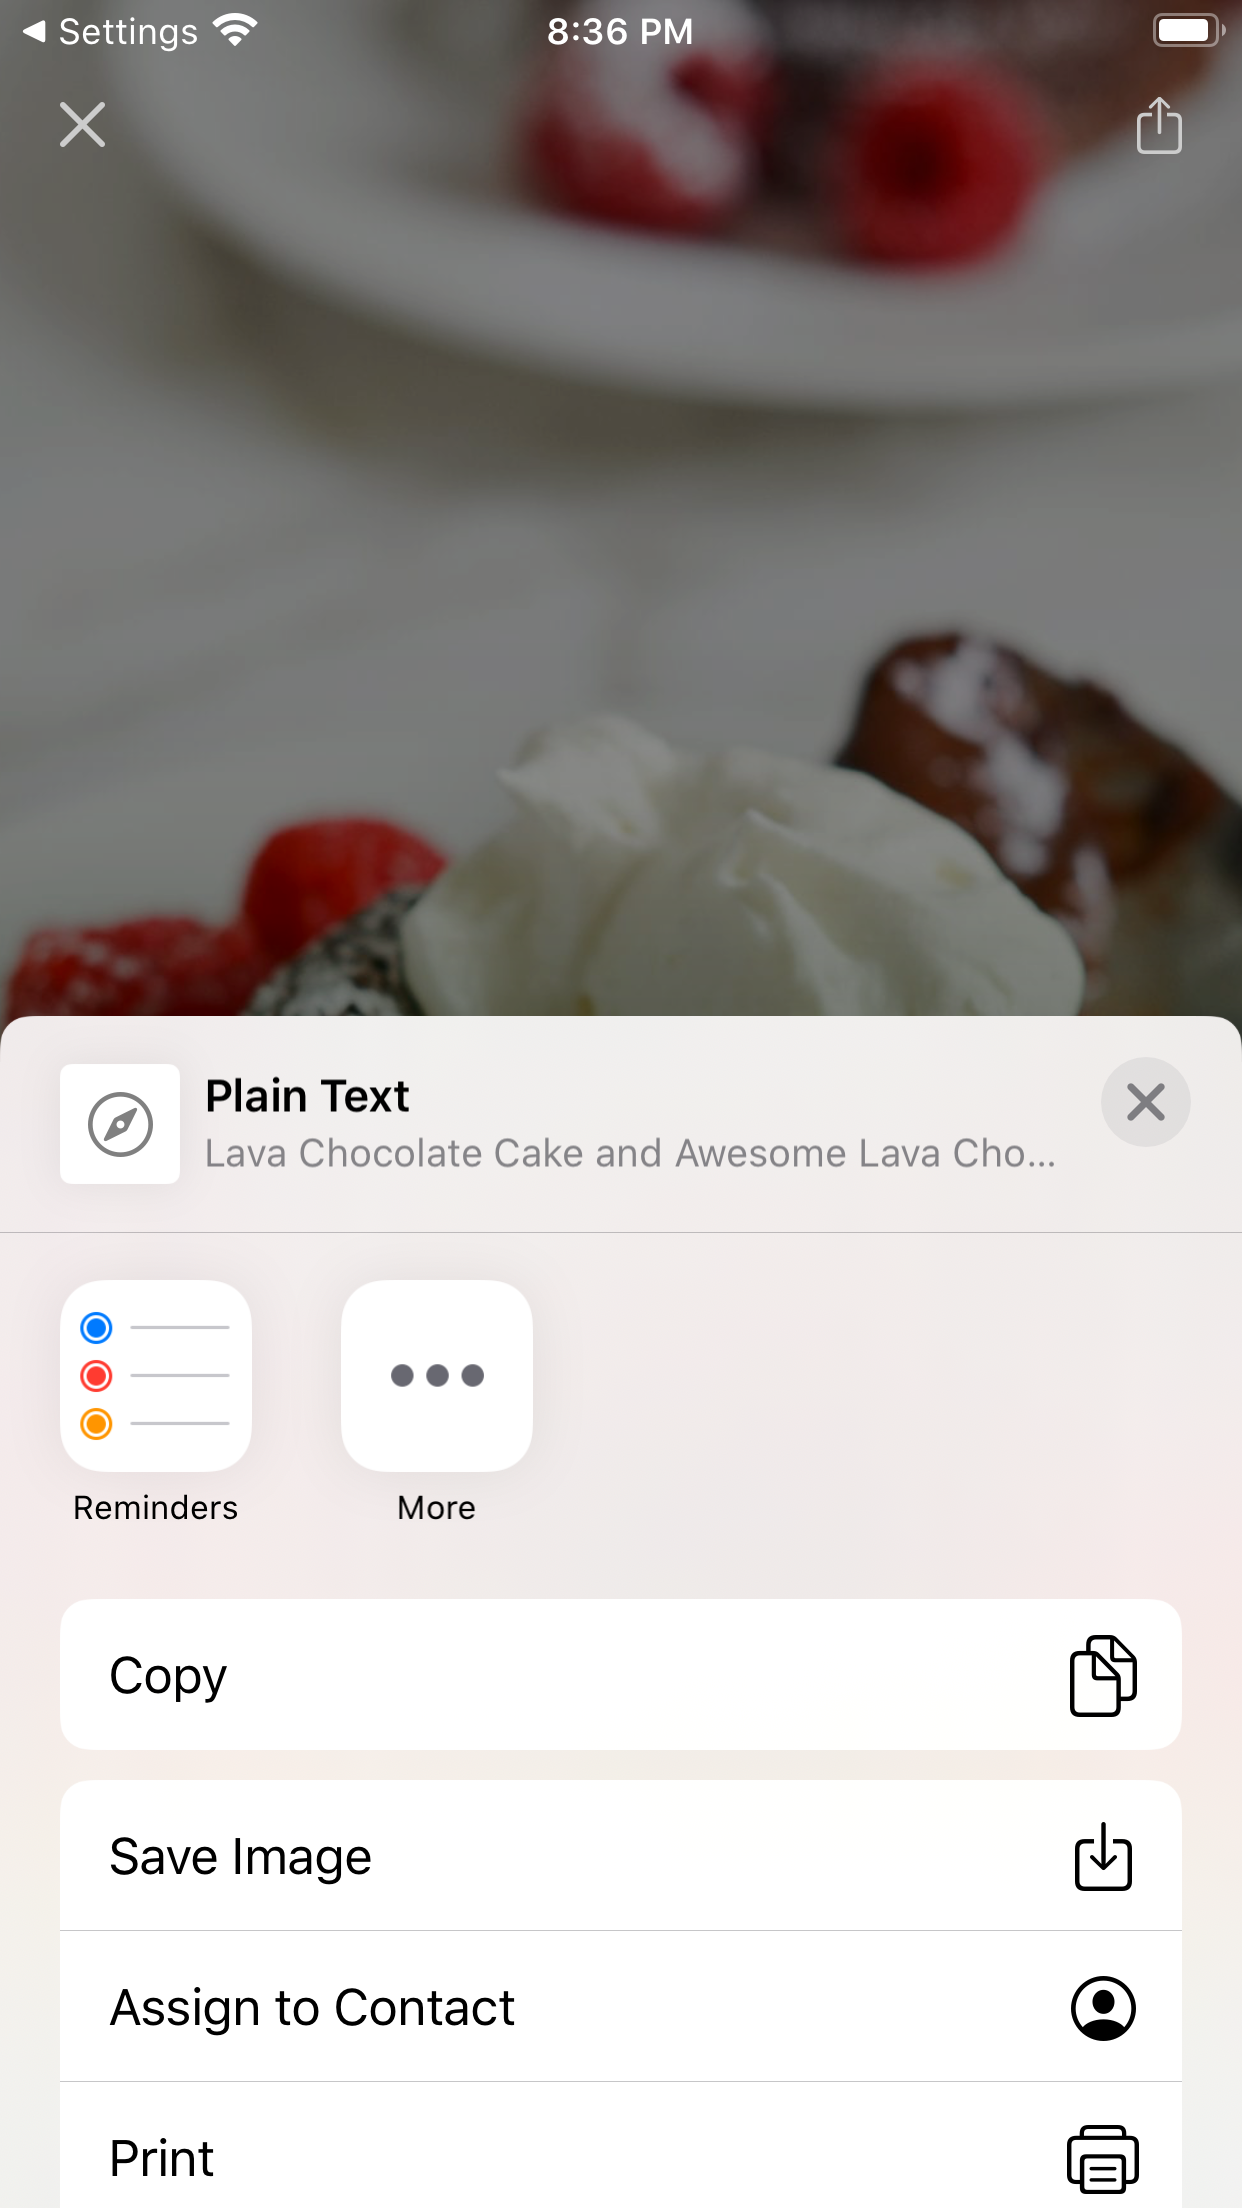 Settings
8:36 PM
Plain Text
Lava Chocolate Cake and Awesome Lava Cho...
Reminders
More
Copy
Save Image
Assign to Contact
Print